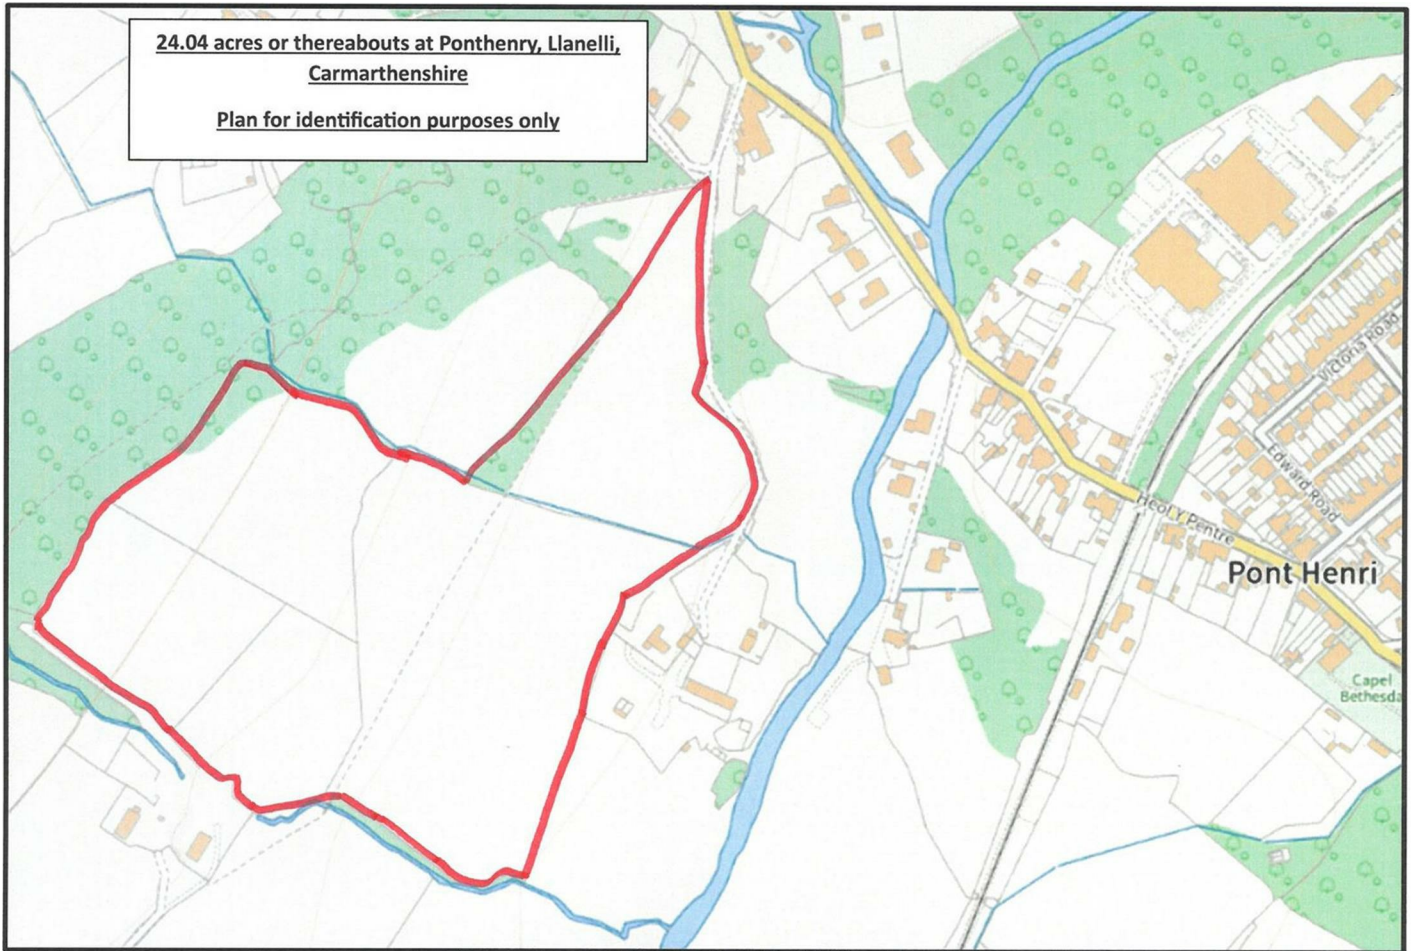 24.04 acres or thereabouts at Ponthenry, Llanelli,
Carmarthenshire
Plan for identification purposes only
Victoria Road
Edward Road
Heol Y Pentre
Pont Henri
Capel
Bethesda